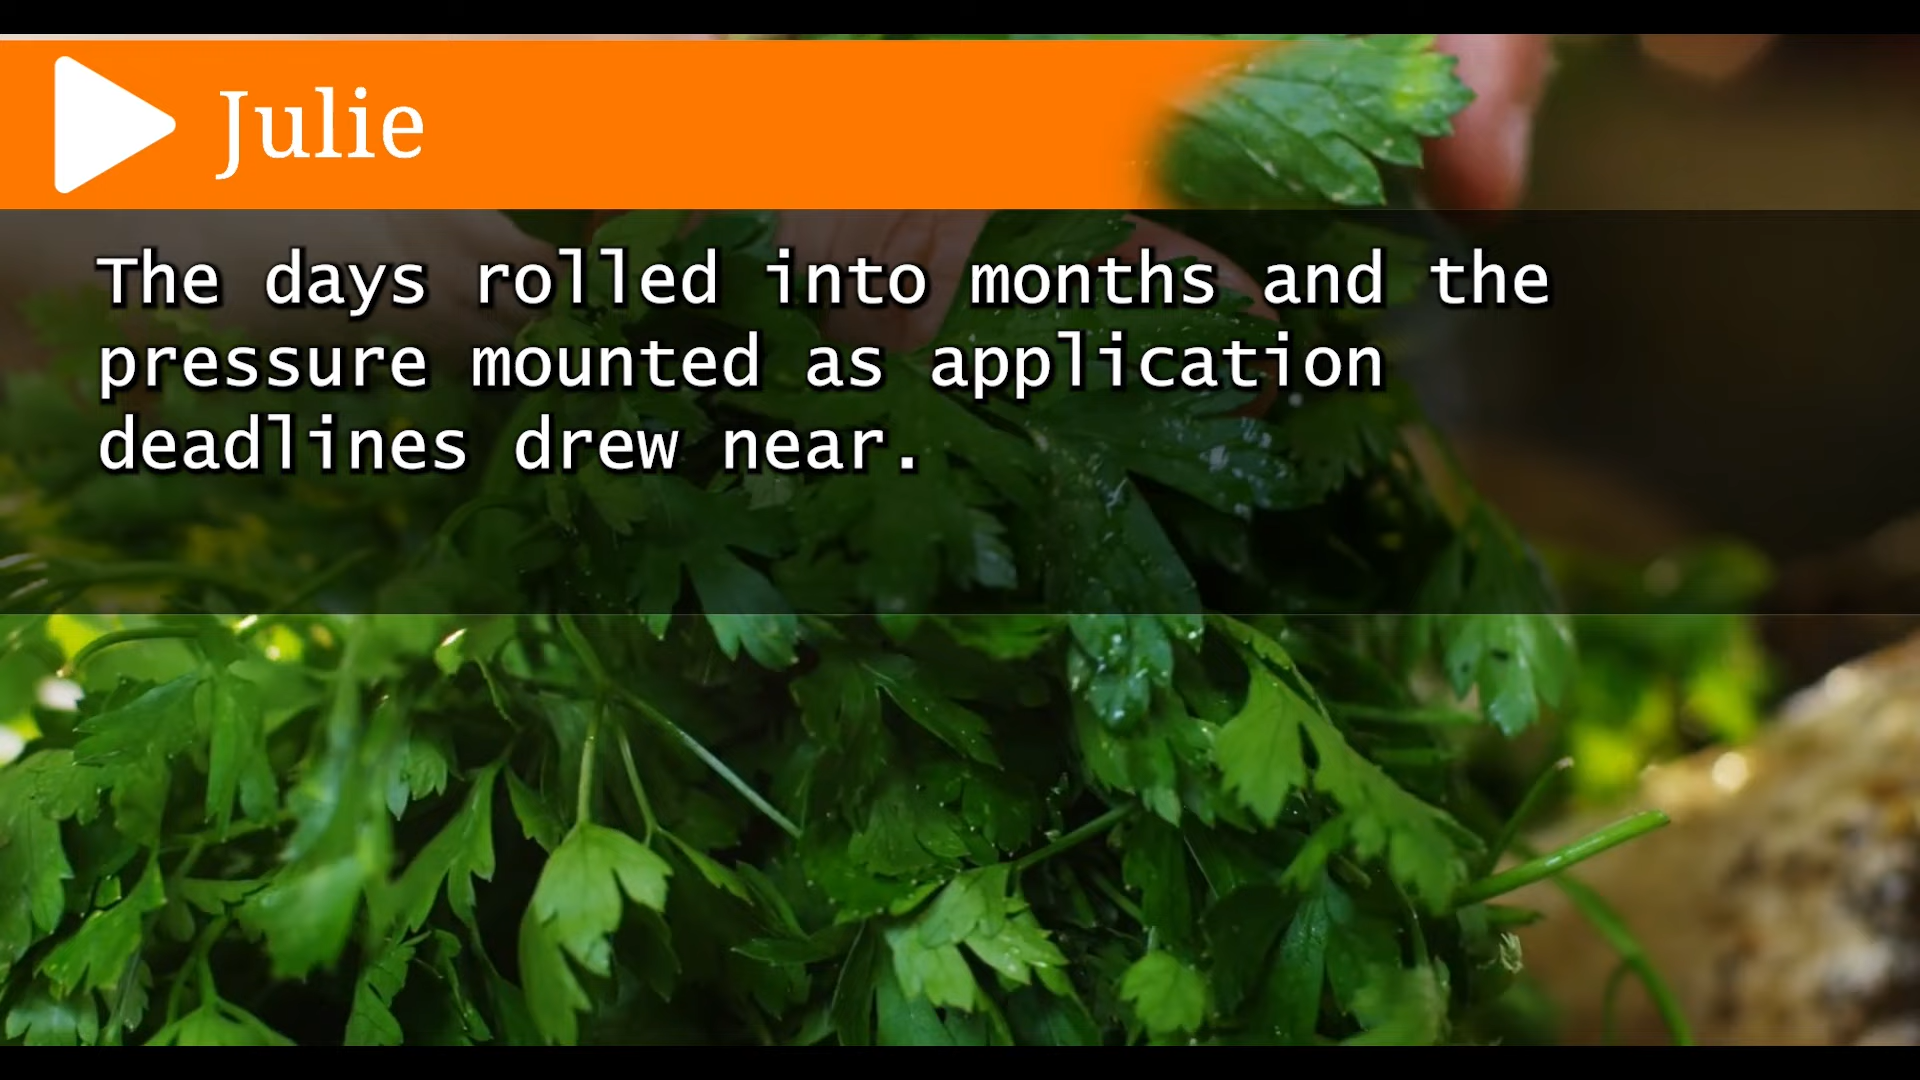 Julie
The days rolled into months and the
pressure mounted as application
deadlines drew near.